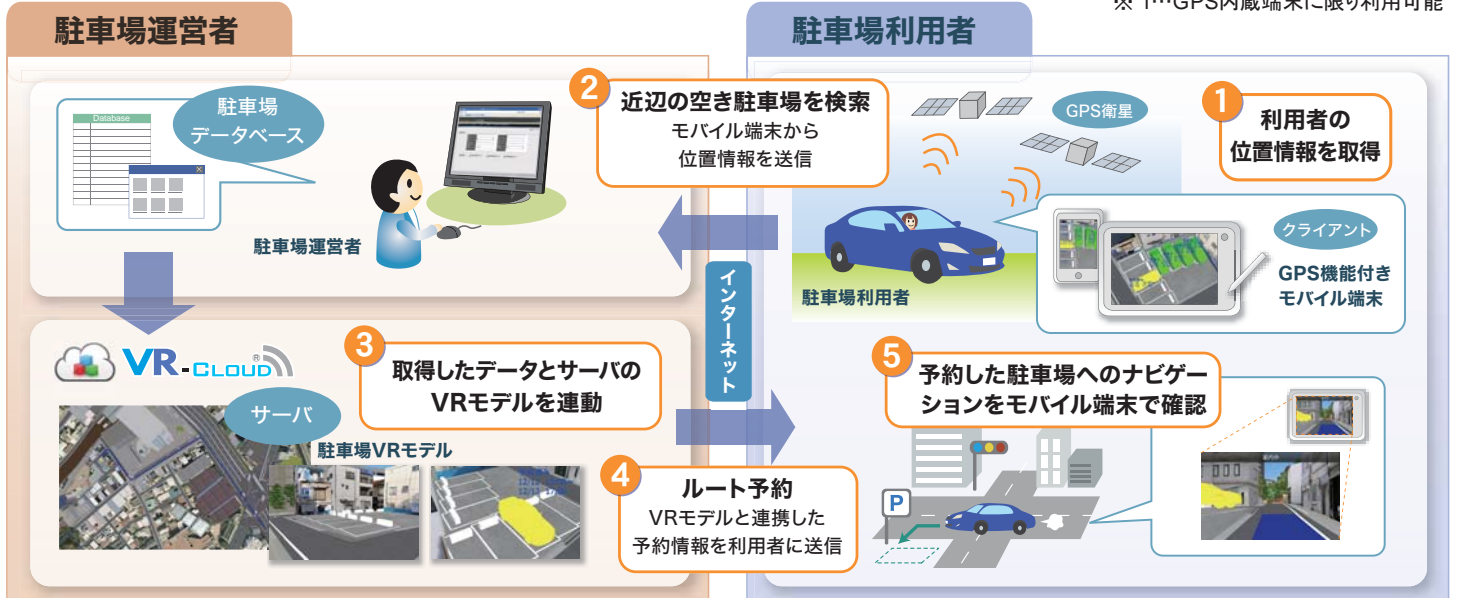 ※1…GPS内蔵端末に限り利用可能
駐車場運営者
駐車場利用者
Database
駐車場
データベース
駐車場運営者
2
近辺の空き駐車場を検索
モバイル端末から
位置情報を送信
GPS衛星
1
利用者の
位置情報を取得
駐車場利用者
クライアント
GPS機能付き
モバイル端末
インターネット
VR-CLOUD®
サーバ
駐車場VRモデル
3
取得したデータとサーバの
VRモデルを連動
4
ルート予約
VRモデルと連携した
予約情報を利用者に送信
5
予約した駐車場へのナビゲー
ションをモバイル端末で確認
P